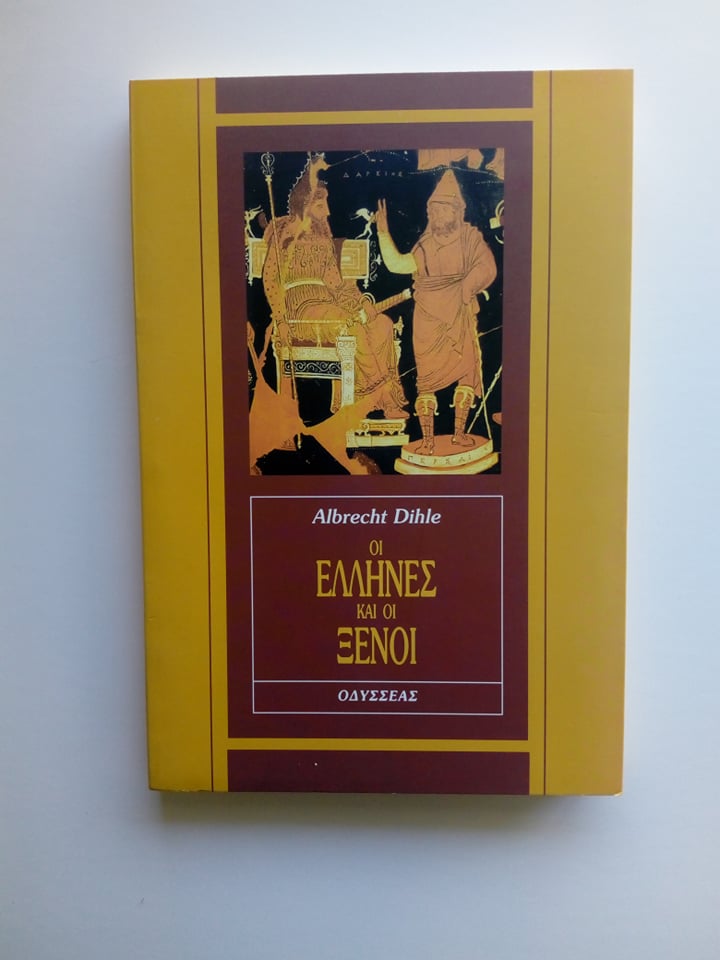 ΔΑΡΕΙΟΣ
ΠΕΡΣΑΙ
Albrecht Dihle
ΟΙ
ΕΛΛΗΝΕΣ
ΚΑΙ ΟΙ
ΞΕΝΟΙ
ΟΔΥΣΣΕΑΣ